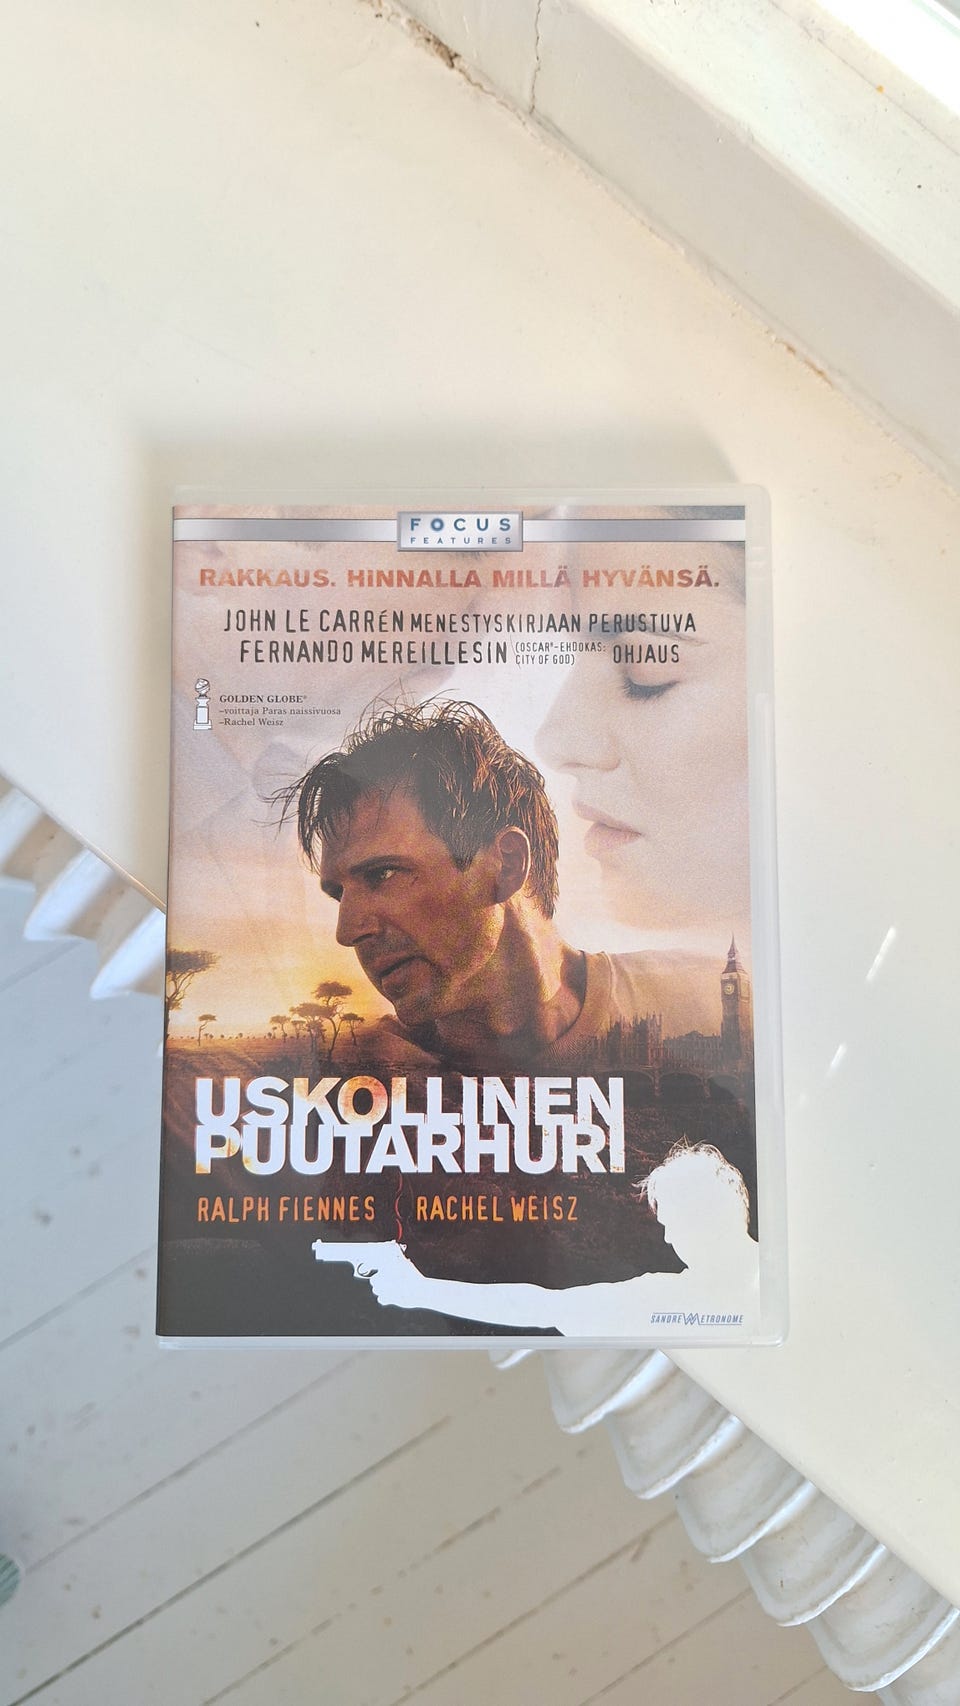 FOCUS
FEATURES
RAKKAUS. HINNALLA MILLÄ HYVÄNSÄ.
JOHN LE CARRÉN MENESTYSKIRJAAN PERUSTUVA
FERNANDO MEREILLESIN (OSCAR®-EHDOKAS: CITY OF GOD) OHJAUS
GOLDEN GLOBE®
–voittaja Paras naissivuosa
–Rachel Weisz
USKOLLINEN
PUUTARHURI
RALPH FIENNES RACHEL WEISZ
SANDREW METRONOME